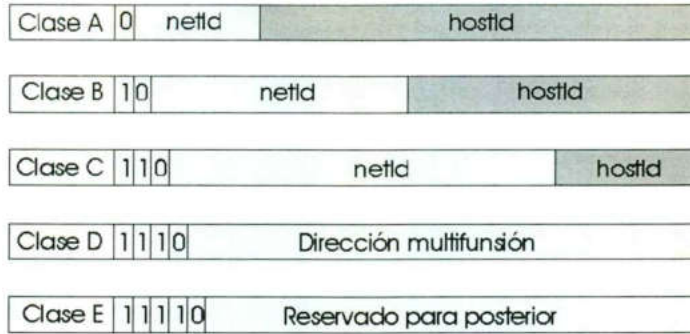 Clase A 0 netId hostId
Clase B 1 0 netId hostId
Clase C 1 1 0 netId hostId
Clase D 1 1 1 0 Dirección multifunsión
Clase E 1 1 1 1 0 Reservado para posterior